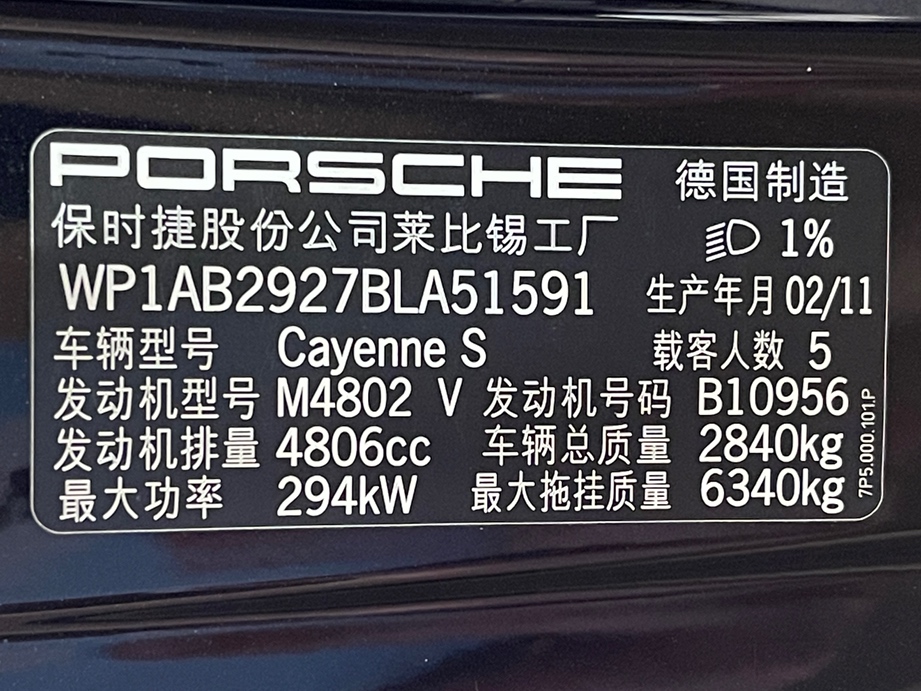 PORSCHE 德国制造
保时捷股份公司莱比锡工厂 1%
WP1AB2927BLA51591 生产年月 02/11
车辆型号 Cayenne S 载客人数 5
发动机型号 M4802 V 发动机号码 B10956
发动机排量 4806cc 车辆总质量 2840kg
最大功率 294kW 最大拖挂质量 6340kg
7P5.000.101.P